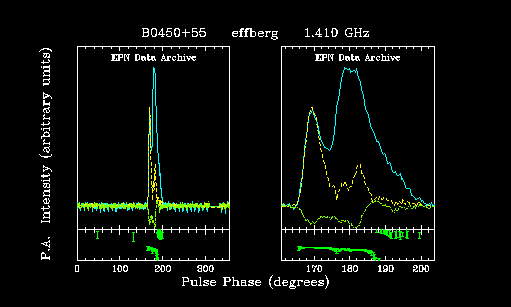 B0450+55 effberg 1.410 GHz
EPN Data Archive EPN Data Archive
P.A. Intensity (arbitrary units)
0 100 200 300 170 180 190 200
Pulse Phase (degrees)